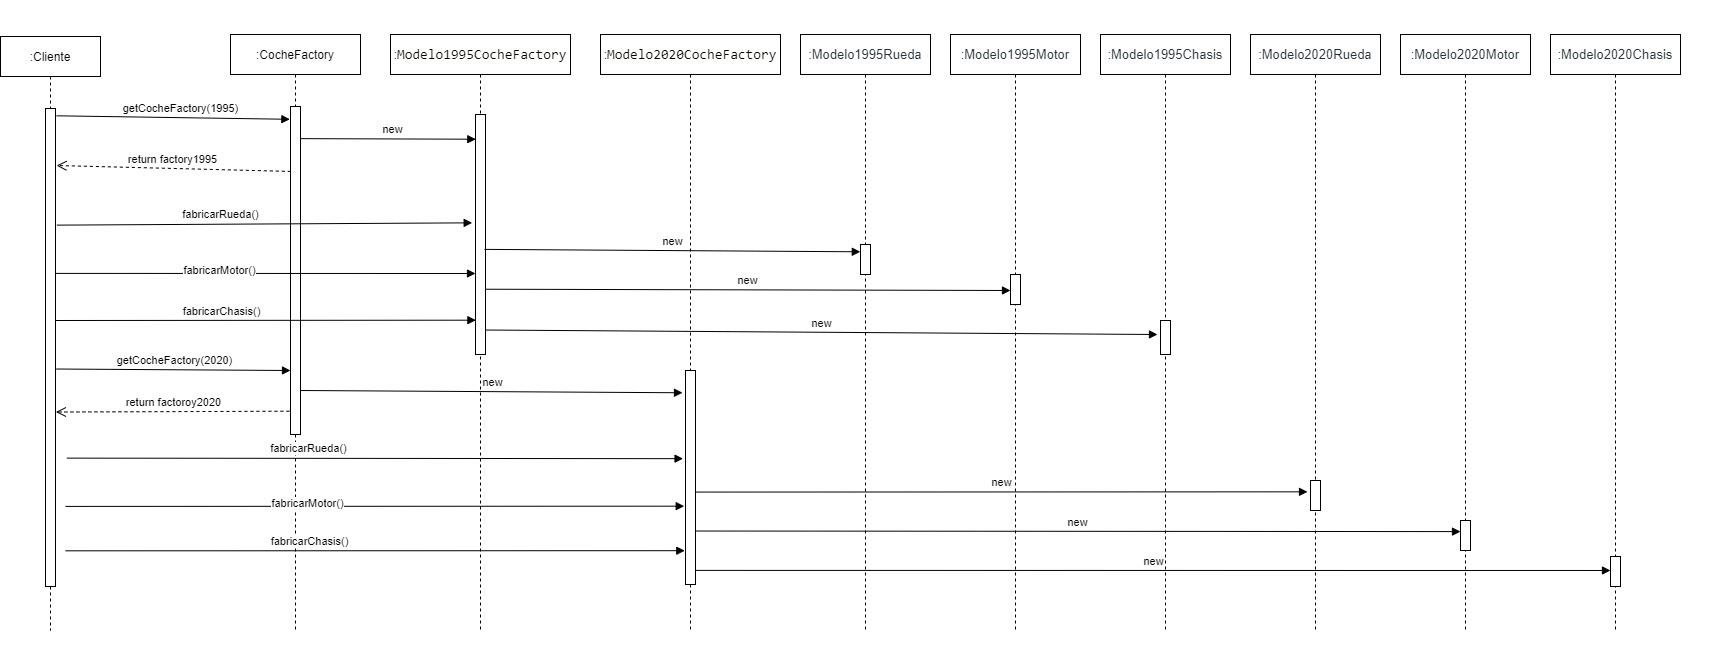 :Cliente
:CocheFactory
:Modelo1995CocheFactory
:Modelo2020CocheFactory
:Modelo1995Rueda
:Modelo1995Motor
:Modelo1995Chasis
:Modelo2020Rueda
:Modelo2020Motor
:Modelo2020Chasis
getCocheFactory(1995)
new
return factory1995
fabricarRueda()
new
fabricarMotor()
new
fabricarChasis()
new
getCocheFactory(2020)
new
return factoroy2020
fabricarRueda()
new
fabricarMotor()
new
fabricarChasis()
new